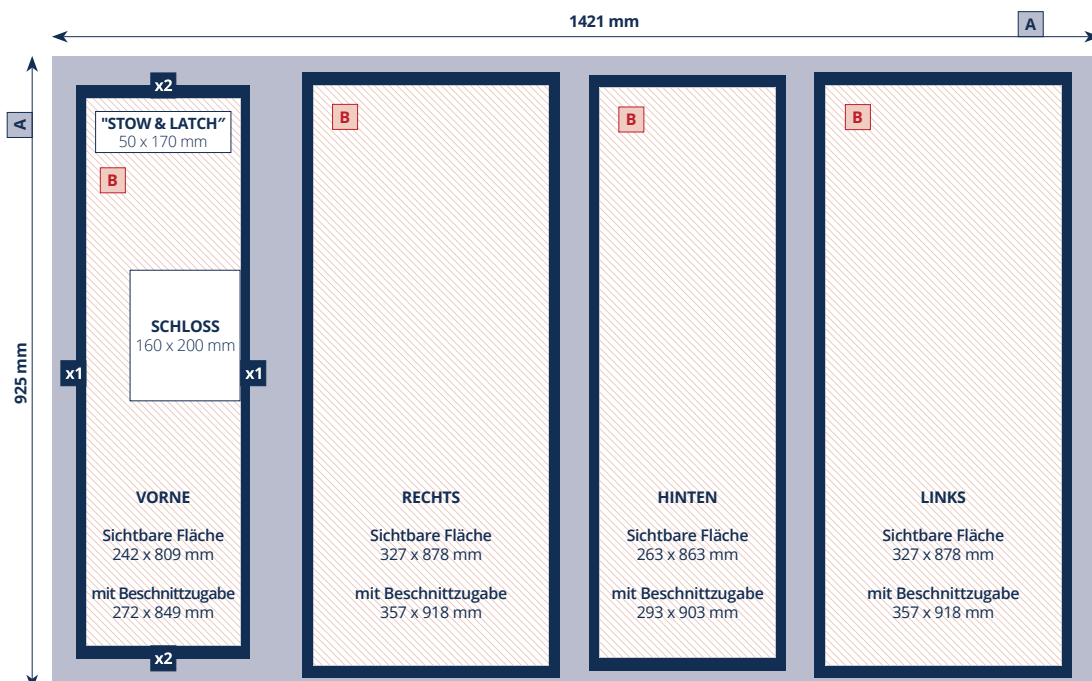 1421 mm
A
A
925 mm
x2
"STOW & LATCH"
50 x 170 mm
B
SCHLOSS
160 x 200 mm
x1
x1
VORNE
Sichtbare Fläche
242 x 809 mm
mit Beschnittzugabe
272 x 849 mm
x2
B
RECHTS
Sichtbare Fläche
327 x 878 mm
mit Beschnittzugabe
357 x 918 mm
B
HINTEN
Sichtbare Fläche
263 x 863 mm
mit Beschnittzugabe
293 x 903 mm
B
LINKS
Sichtbare Fläche
327 x 878 mm
mit Beschnittzugabe
357 x 918 mm